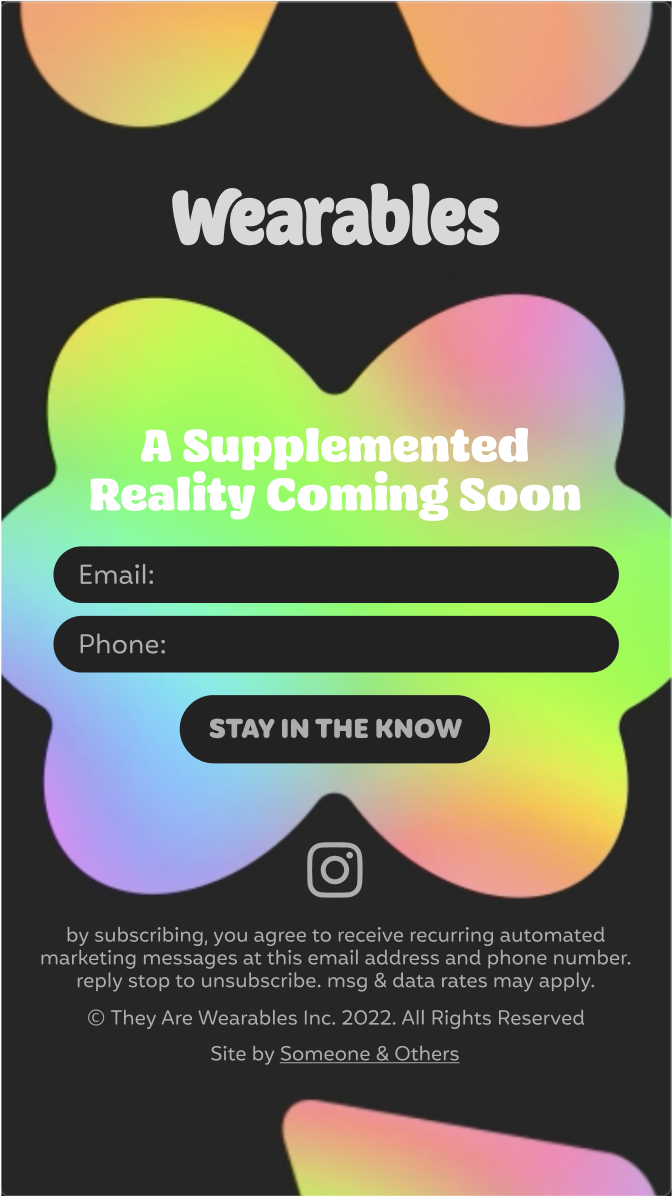 Wearables
A Supplemented
Reality Coming Soon
Email:
Phone:
STAY IN THE KNOW
by subscribing, you agree to receive recurring automated
marketing messages at this email address and phone number.
reply stop to unsubscribe. msg & data rates may apply.
© They Are Wearables Inc. 2022. All Rights Reserved
Site by Someone & Others